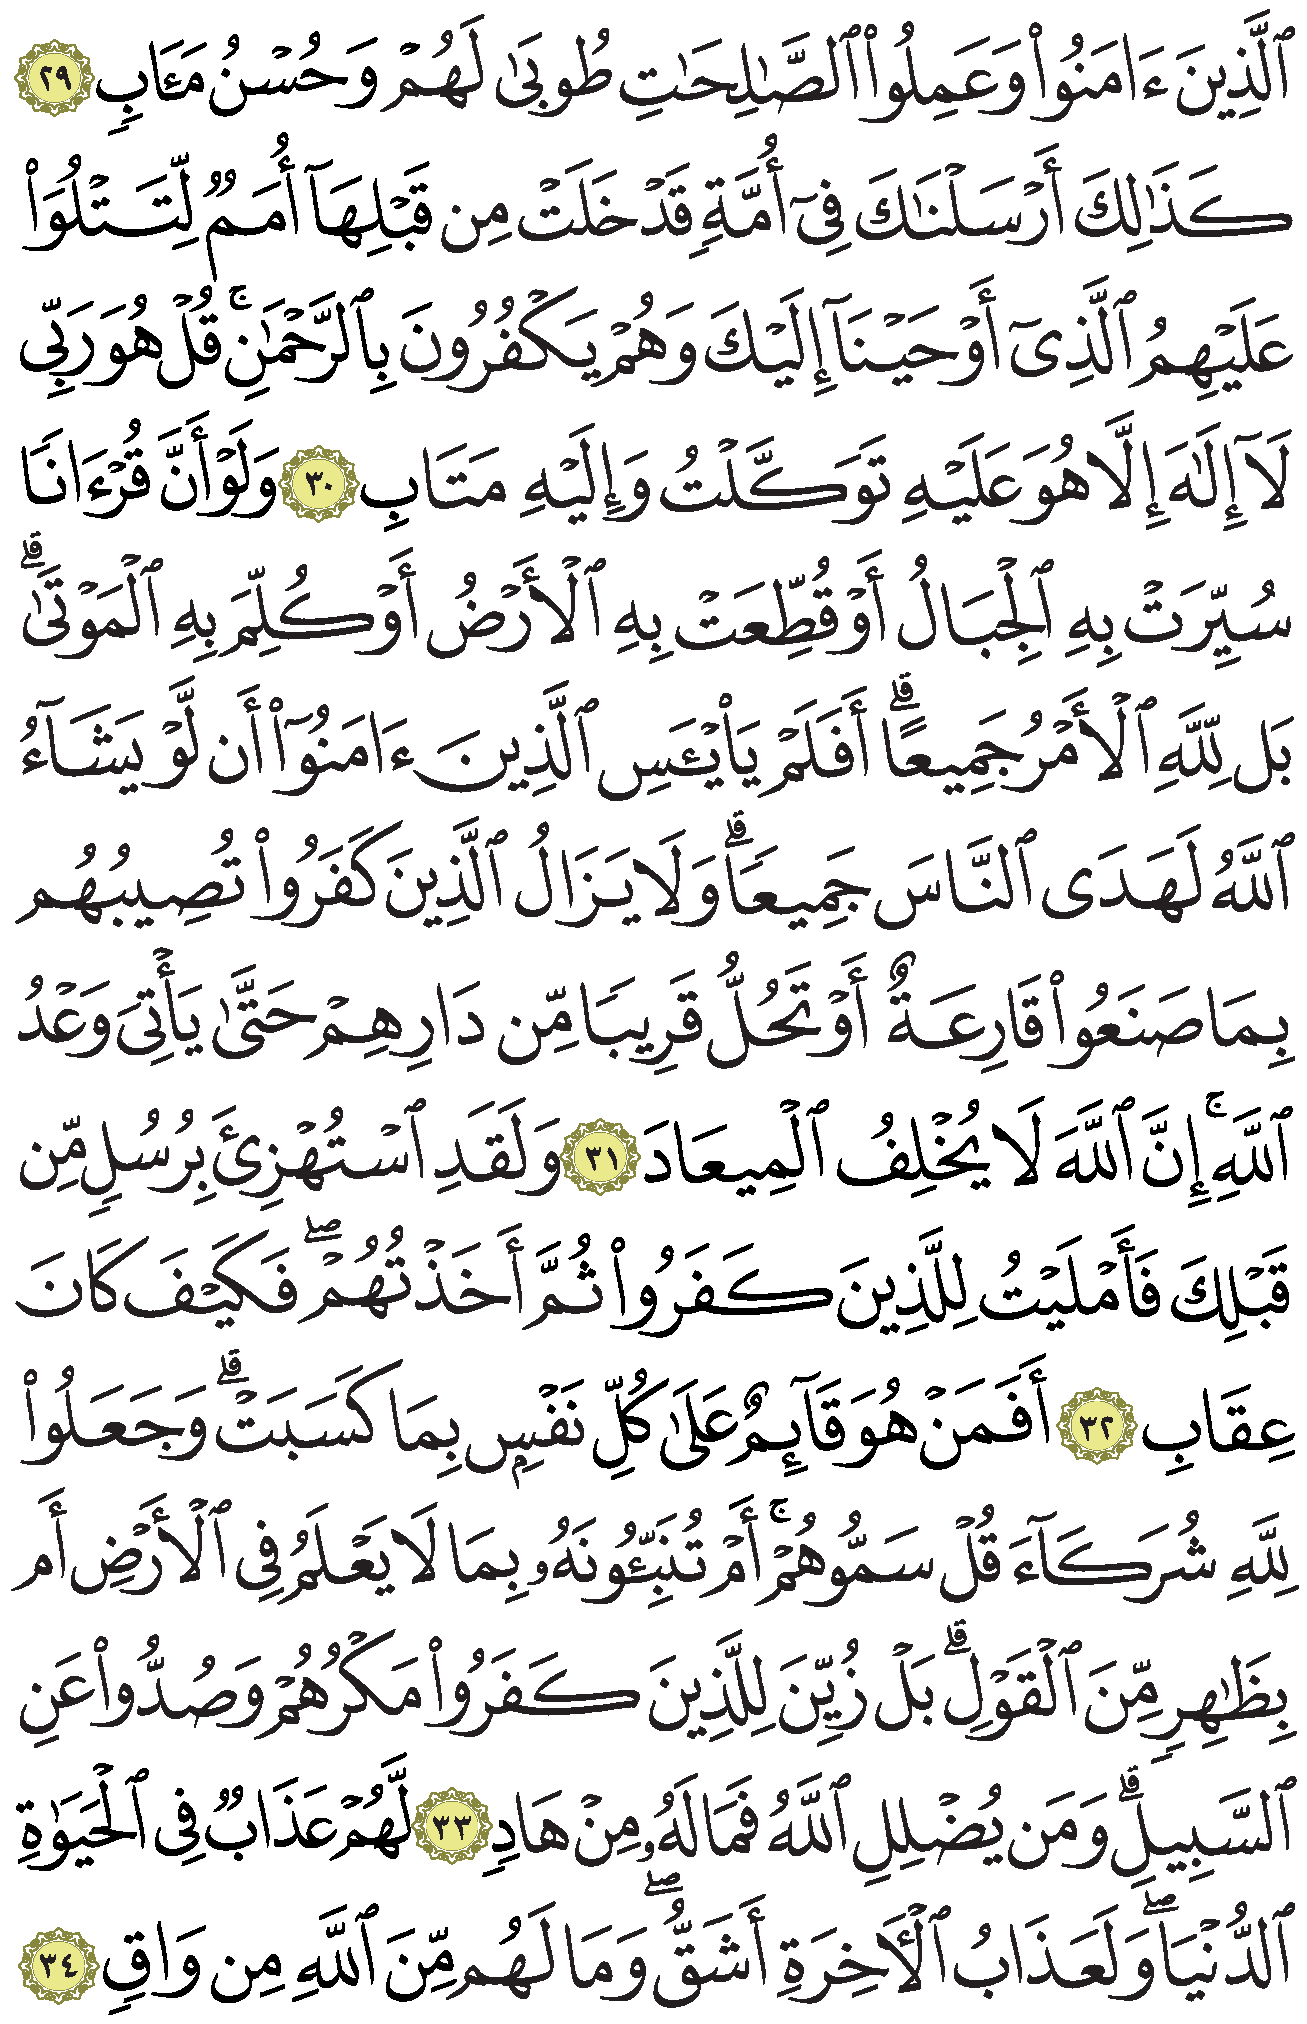 ٱلَّذِينَ ءَامَنُوا۟ وَعَمِلُوا۟ ٱلصَّـٰلِحَـٰتِ طُوبَىٰ لَهُمْ وَحُسْنُ مَـَٔابٍ ٢٩
كَذَٰلِكَ أَرْسَلْنَـٰكَ فِىٓ أُمَّةٍ قَدْ خَلَتْ مِن قَبْلِهَآ أُمَمٌ لِّتَتْلُوَا۟
عَلَيْهِمُ ٱلَّذِىٓ أَوْحَيْنَآ إِلَيْكَ وَهُمْ يَكْفُرُونَ بِٱلرَّحْمَـٰنِ ۚ قُلْ هُوَ رَبِّى
لَآ إِلَـٰهَ إِلَّا هُوَ عَلَيْهِ تَوَكَّلْتُ وَإِلَيْهِ مَتَابِ ٣٠ وَلَوْ أَنَّ قُرْءَانًا
سُيِّرَتْ بِهِ ٱلْجِبَالُ أَوْ قُطِّعَتْ بِهِ ٱلْأَرْضُ أَوْ كُلِّمَ بِهِ ٱلْمَوْتَىٰ ۗ
بَل لِّلَّهِ ٱلْأَمْرُ جَمِيعًا ۗ أَفَلَمْ يَا۟يْـَٔسِ ٱلَّذِينَ ءَامَنُوٓا۟ أَن لَّوْ يَشَآءُ
ٱللَّهُ لَهَدَى ٱلنَّاسَ جَمِيعًا ۗ وَلَا يَزَالُ ٱلَّذِينَ كَفَرُوا۟ تُصِيبُهُم
بِمَا صَنَعُوا۟ قَارِعَةٌ أَوْ تَحُلُّ قَرِيبًا مِّن دَارِهِمْ حَتَّىٰ يَأْتِىَ وَعْدُ
ٱللَّهِ ۚ إِنَّ ٱللَّهَ لَا يُخْلِفُ ٱلْمِيعَادَ ٣١ وَلَقَدِ ٱسْتُهْزِئَ بِرُسُلٍ مِّن
قَبْلِكَ فَأَمْلَيْتُ لِلَّذِينَ كَفَرُوا۟ ثُمَّ أَخَذْتُهُمْ ۖ فَكَيْفَ كَانَ
عِقَابِ ٣٢ أَفَمَنْ هُوَ قَآئِمٌ عَلَىٰ كُلِّ نَفْسٍۭ بِمَا كَسَبَتْ ۗ وَجَعَلُوا۟
لِلَّهِ شُرَكَآءَ قُلْ سَمُّوهُمْ ۚ أَمْ تُنَبِّـُٔونَهُۥ بِمَا لَا يَعْلَمُ فِى ٱلْأَرْضِ أَم
بِظَـٰهِرٍ مِّنَ ٱلْقَوْلِ ۗ بَلْ زُيِّنَ لِلَّذِينَ كَفَرُوا۟ مَكْرُهُمْ وَصُدُّوا۟ عَنِ
ٱلسَّبِيلِ ۗ وَمَن يُضْلِلِ ٱللَّهُ فَمَا لَهُۥ مِنْ هَادٍ ٣٣ لَّهُمْ عَذَابٌ فِى ٱلْحَيَوٰةِ
ٱلدُّنْيَا ۖ وَلَعَذَابُ ٱلْـَٔاخِرَةِ أَشَقُّ ۖ وَمَا لَهُم مِّنَ ٱللَّهِ مِن وَاقٍ ٣٤